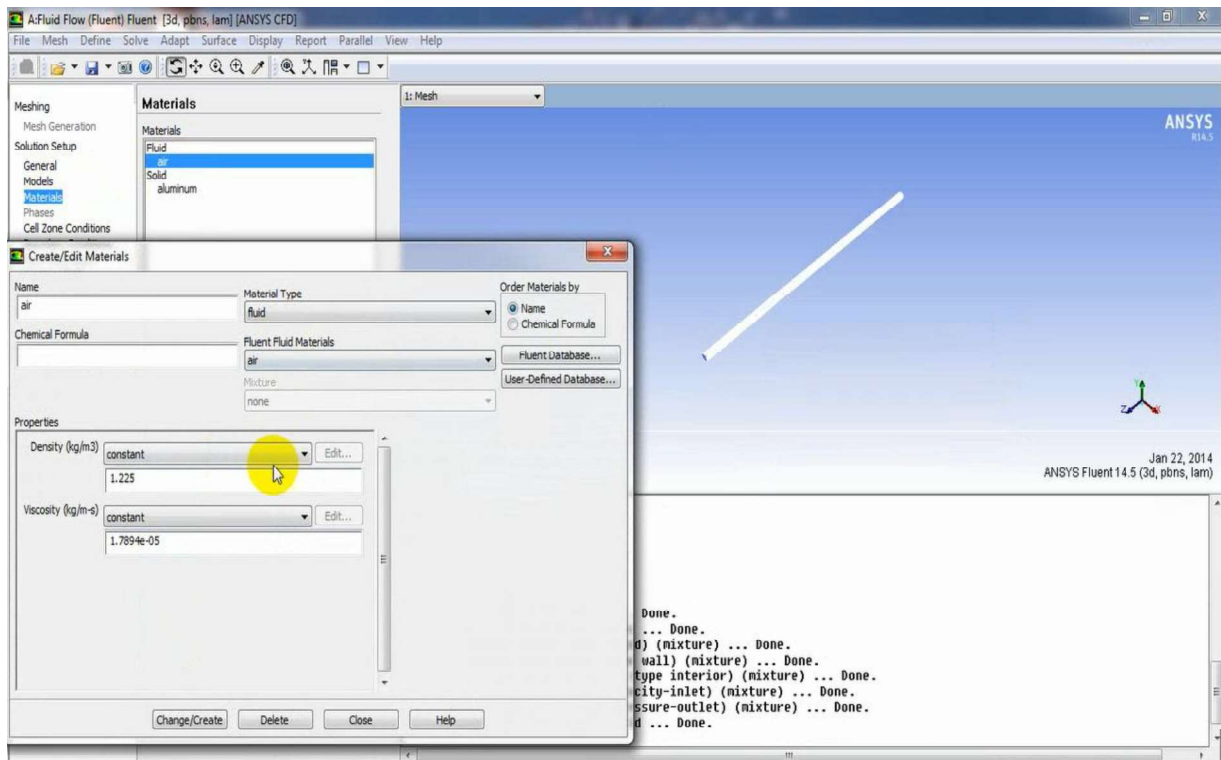 A:Fluid Flow (Fluent) Fluent [3d, pbns, lam] [ANSYS CFD]
File Mesh Define Solve Adapt Surface Display Report Parallel View Help
Meshing
Mesh Generation
Solution Setup
General
Models
Materials
Phases
Cell Zone Conditions
Materials
Materials
Fluid
air
Solid
aluminum
1: Mesh
ANSYS
R14.5
Create/Edit Materials
Name
air
Chemical Formula
Material Type
fluid
Fluent Fluid Materials
air
Mixture
none
Order Materials by
Name
Chemical Formula
Fluent Database...
User-Defined Database...
Properties
Density (kg/m3)
constant
Edit...
1.225
Viscosity (kg/m-s)
constant
Edit...
1.7894e-05
Change/Create Delete Close Help
Y
Z
X
Jan 22, 2014
ANSYS Fluent 14.5 (3d, pbns, lam)
Done.
... Done.
d) (mixture) ... Done.
wall) (mixture) ... Done.
type interior) (mixture) ... Done.
city-inlet) (mixture) ... Done.
ssure-outlet) (mixture) ... Done.
d ... Done.